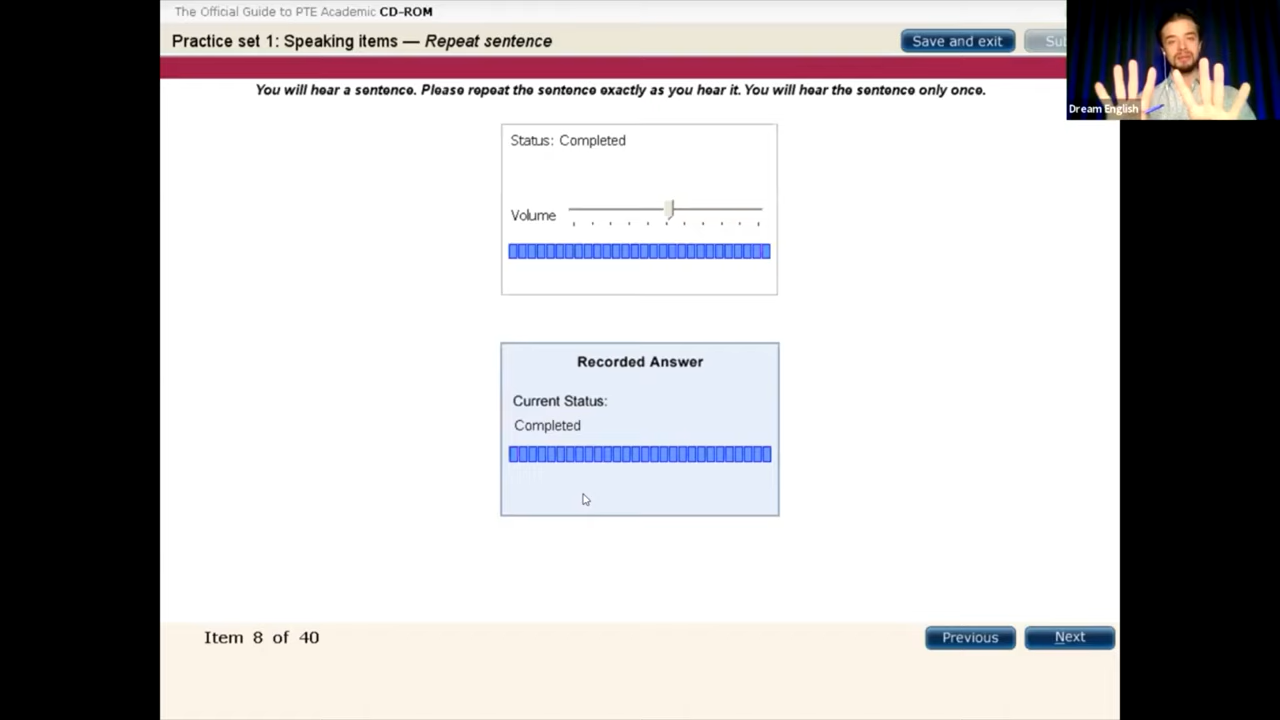 The Official Guide to PTE Academic CD-ROM
Practice set 1: Speaking items — Repeat sentence
Save and exit
Su
Dream English
You will hear a sentence. Please repeat the sentence exactly as you hear it. You will hear the sentence only once.
Status: Completed
Volume
Recorded Answer
Current Status:
Completed
Item 8 of 40
Previous
Next